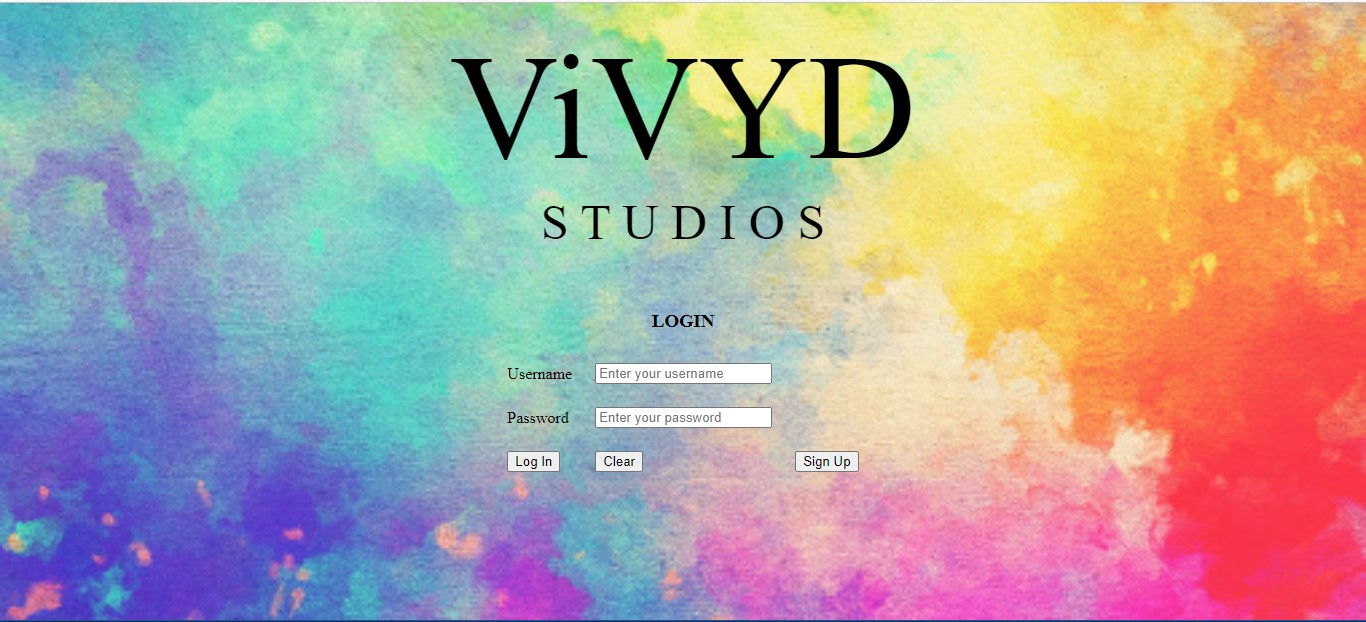 ViVYD
STUDIOS
LOGIN
Username Enter your username
Password Enter your password
Log In Clear Sign Up